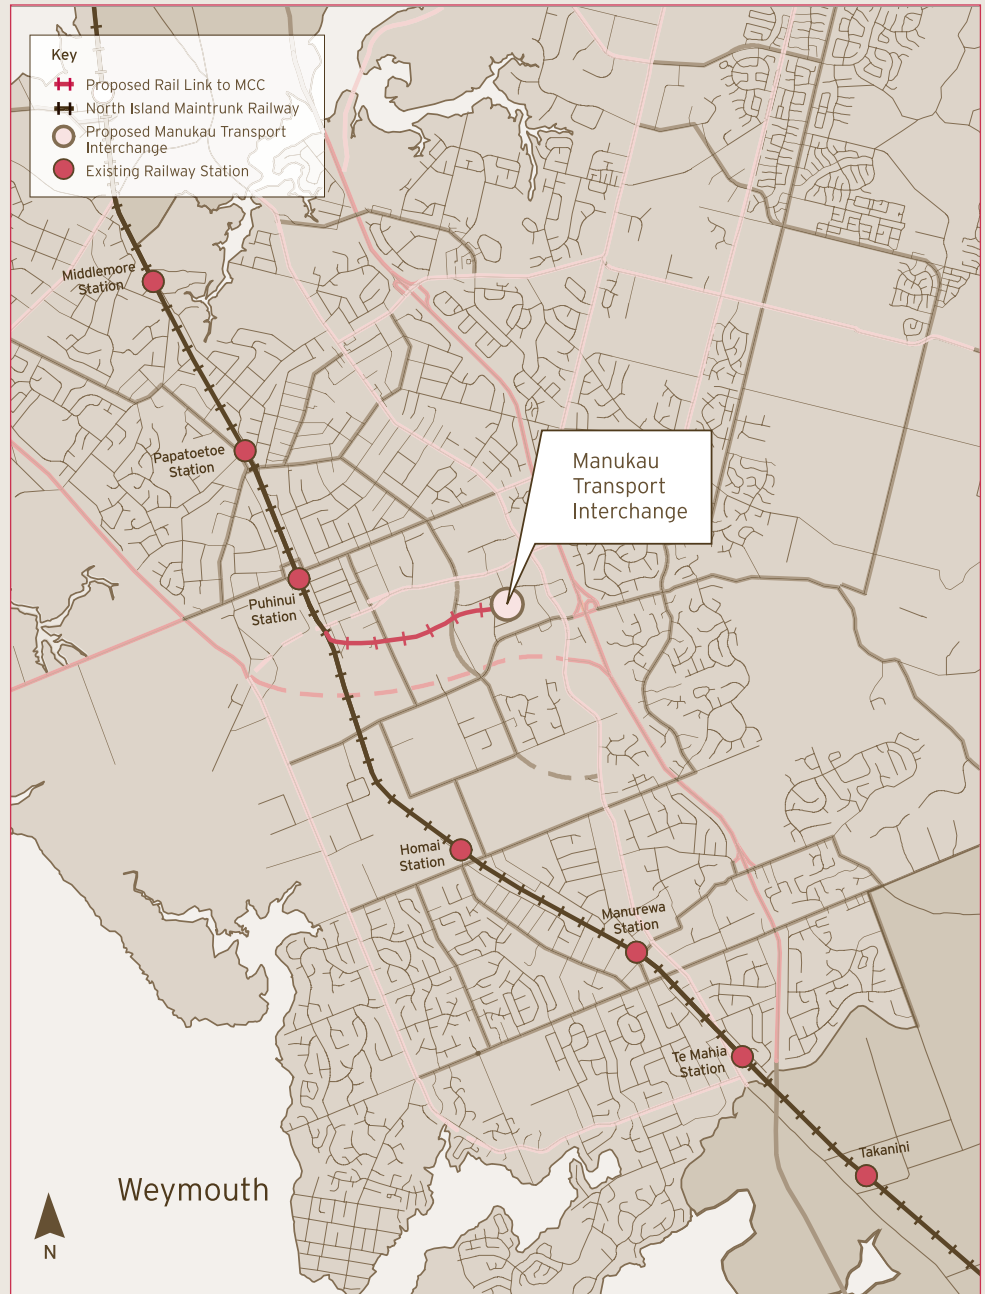 Key
Proposed Rail Link to MCC
North Island Maintrunk Railway
Proposed Manukau Transport
Interchange
Existing Railway Station
Middlemore
Station
Papatoetoe
Station
Manukau
Transport
Interchange
Puhinui
Station
Homai
Station
Manurewa
Station
Te Mahia
Station
Takanini
Weymouth
N